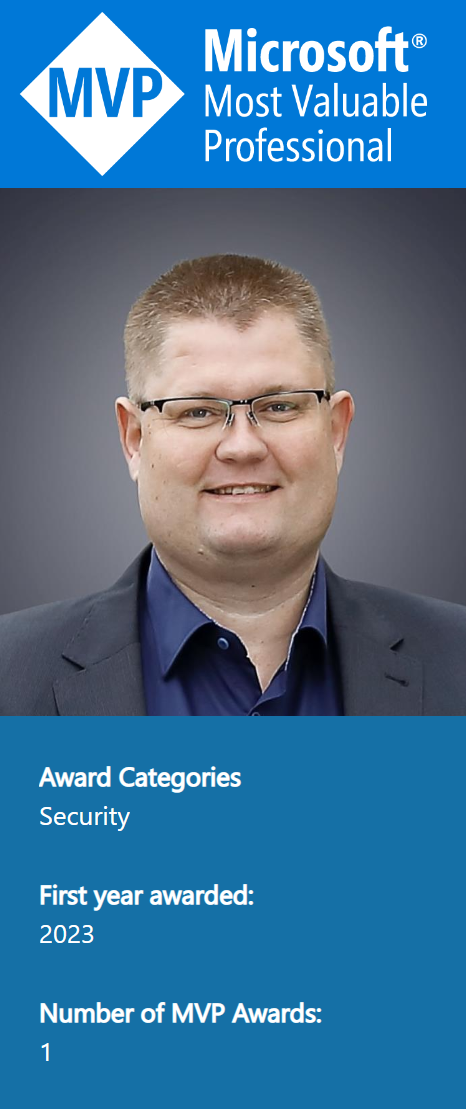 MVP
Microsoft®
Most Valuable
Professional
Award Categories
Security
First year awarded:
2023
Number of MVP Awards:
1